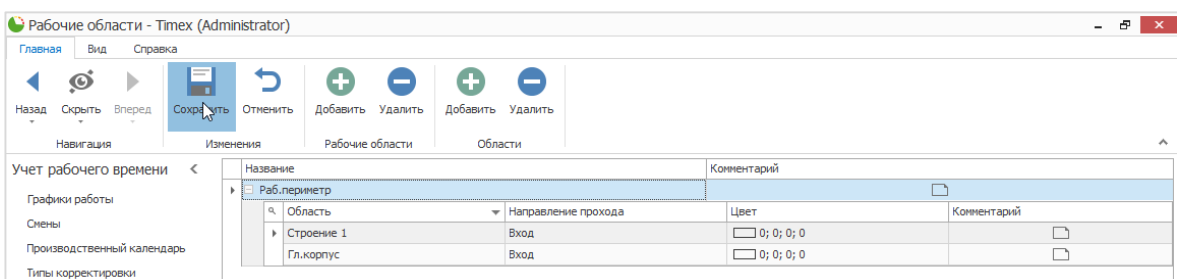 Рабочие области - Timex (Administrator)
Главная Вид Справка
Назад Скрыть Вперед Сохранить Отменить Добавить Удалить Добавить Удалить
Навигация Изменения Рабочие области Области
Учет рабочего времени
Графики работы
Смены
Производственный календарь
Типы корректировки
Название Комментарий
Раб.периметр
Область Направление прохода Цвет Комментарий
Строение 1 Вход 0; 0; 0; 0
Гл.корпус Вход 0; 0; 0; 0